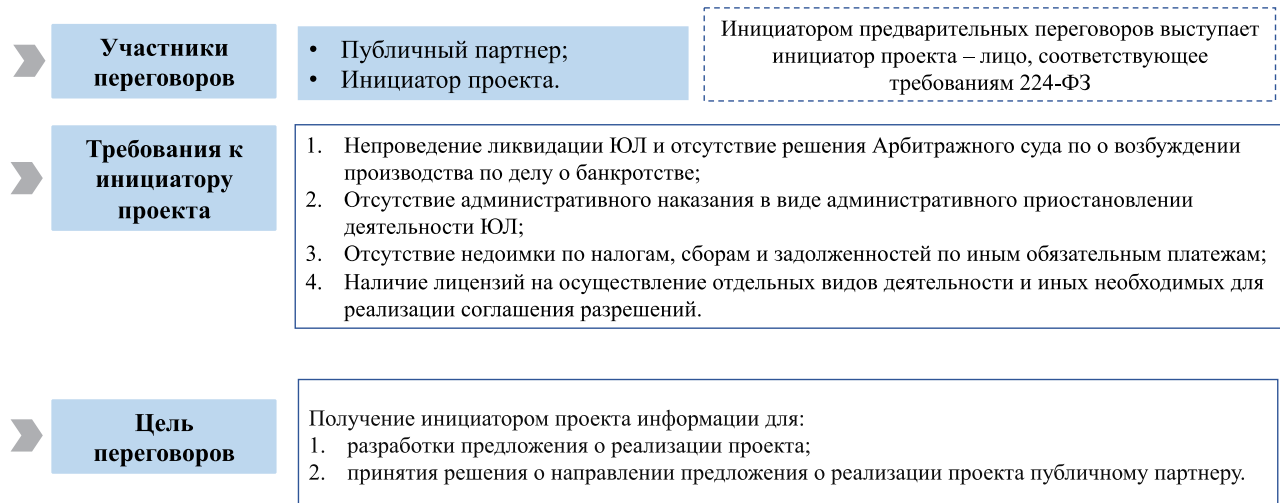 Участники
переговоров
• Публичный партнер;
• Инициатор проекта.
Инициатором предварительных переговоров выступает
инициатор проекта – лицо, соответствующее
требованиям 224-ФЗ
Требования к
инициатору
проекта
1. Непроведение ликвидации ЮЛ и отсутствие решения Арбитражного суда по о возбуждении
производства по делу о банкротстве;
2. Отсутствие административного наказания в виде административного приостановлении
деятельности ЮЛ;
3. Отсутствие недоимки по налогам, сборам и задолженностей по иным обязательным платежам;
4. Наличие лицензий на осуществление отдельных видов деятельности и иных необходимых для
реализации соглашения разрешений.
Цель
переговоров
Получение инициатором проекта информации для:
1. разработки предложения о реализации проекта;
2. принятия решения о направлении предложения о реализации проекта публичному партнеру.